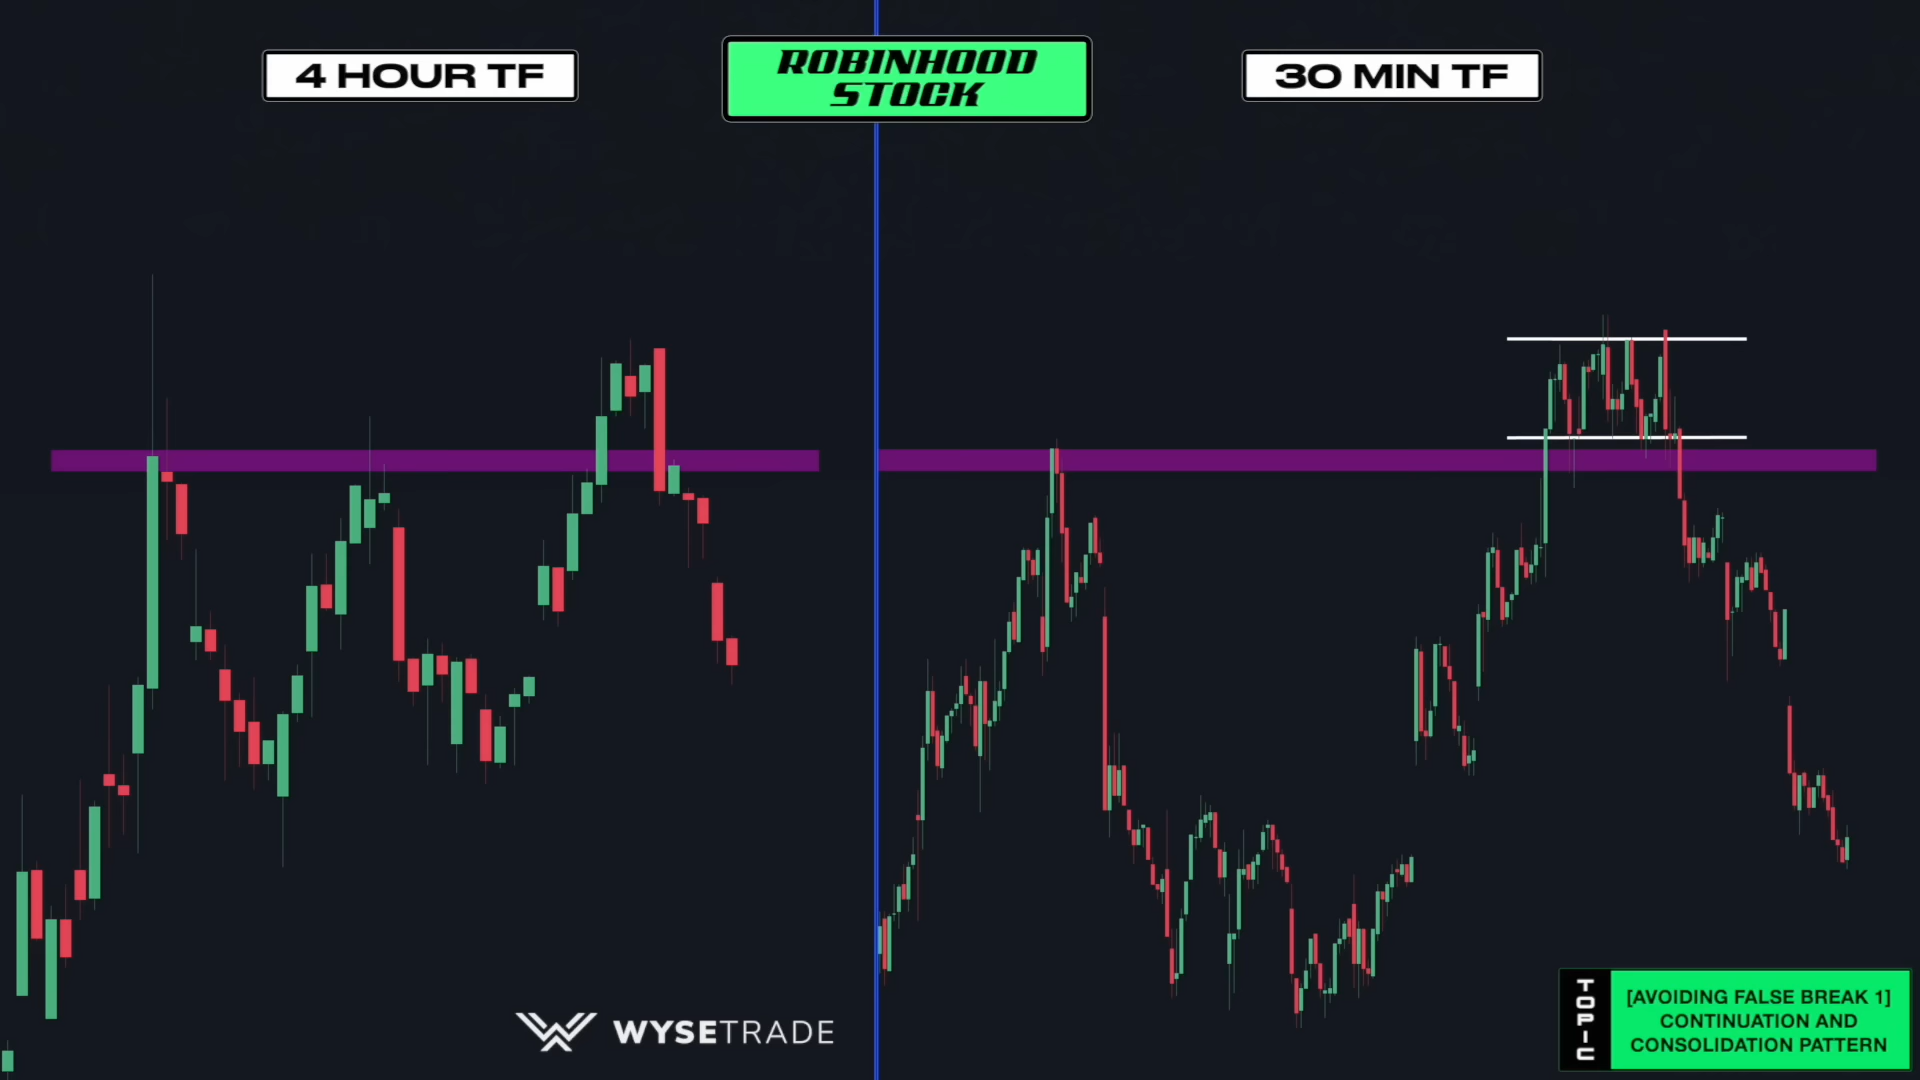 4 HOUR TF
ROBINHOOD
STOCK
30 MIN TF
WYSETRADE
TOPIC
[AVOIDING FALSE BREAK 1]
CONTINUATION AND
CONSOLIDATION PATTERN